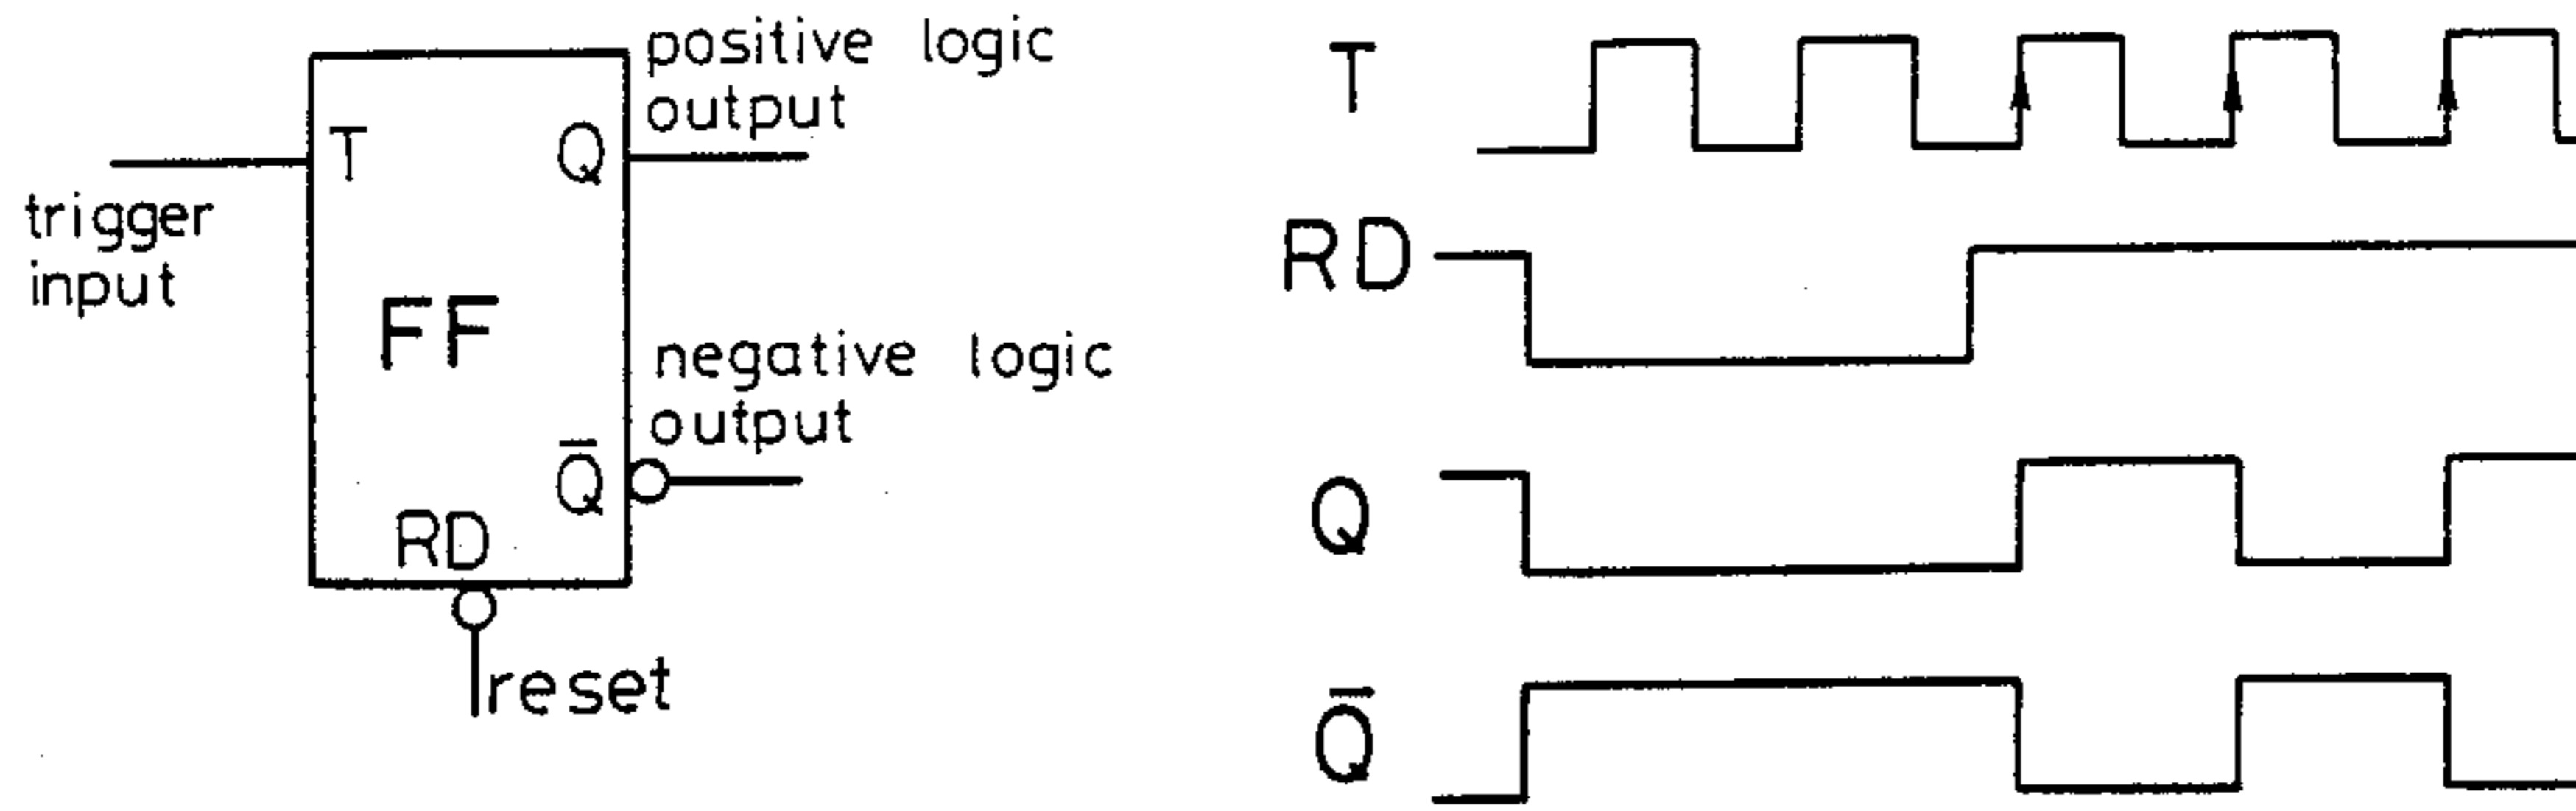 positive logic
output
T
Q
trigger
input
FF
negative logic
output
Q̅
RD
reset
T
RD
Q
Q̅